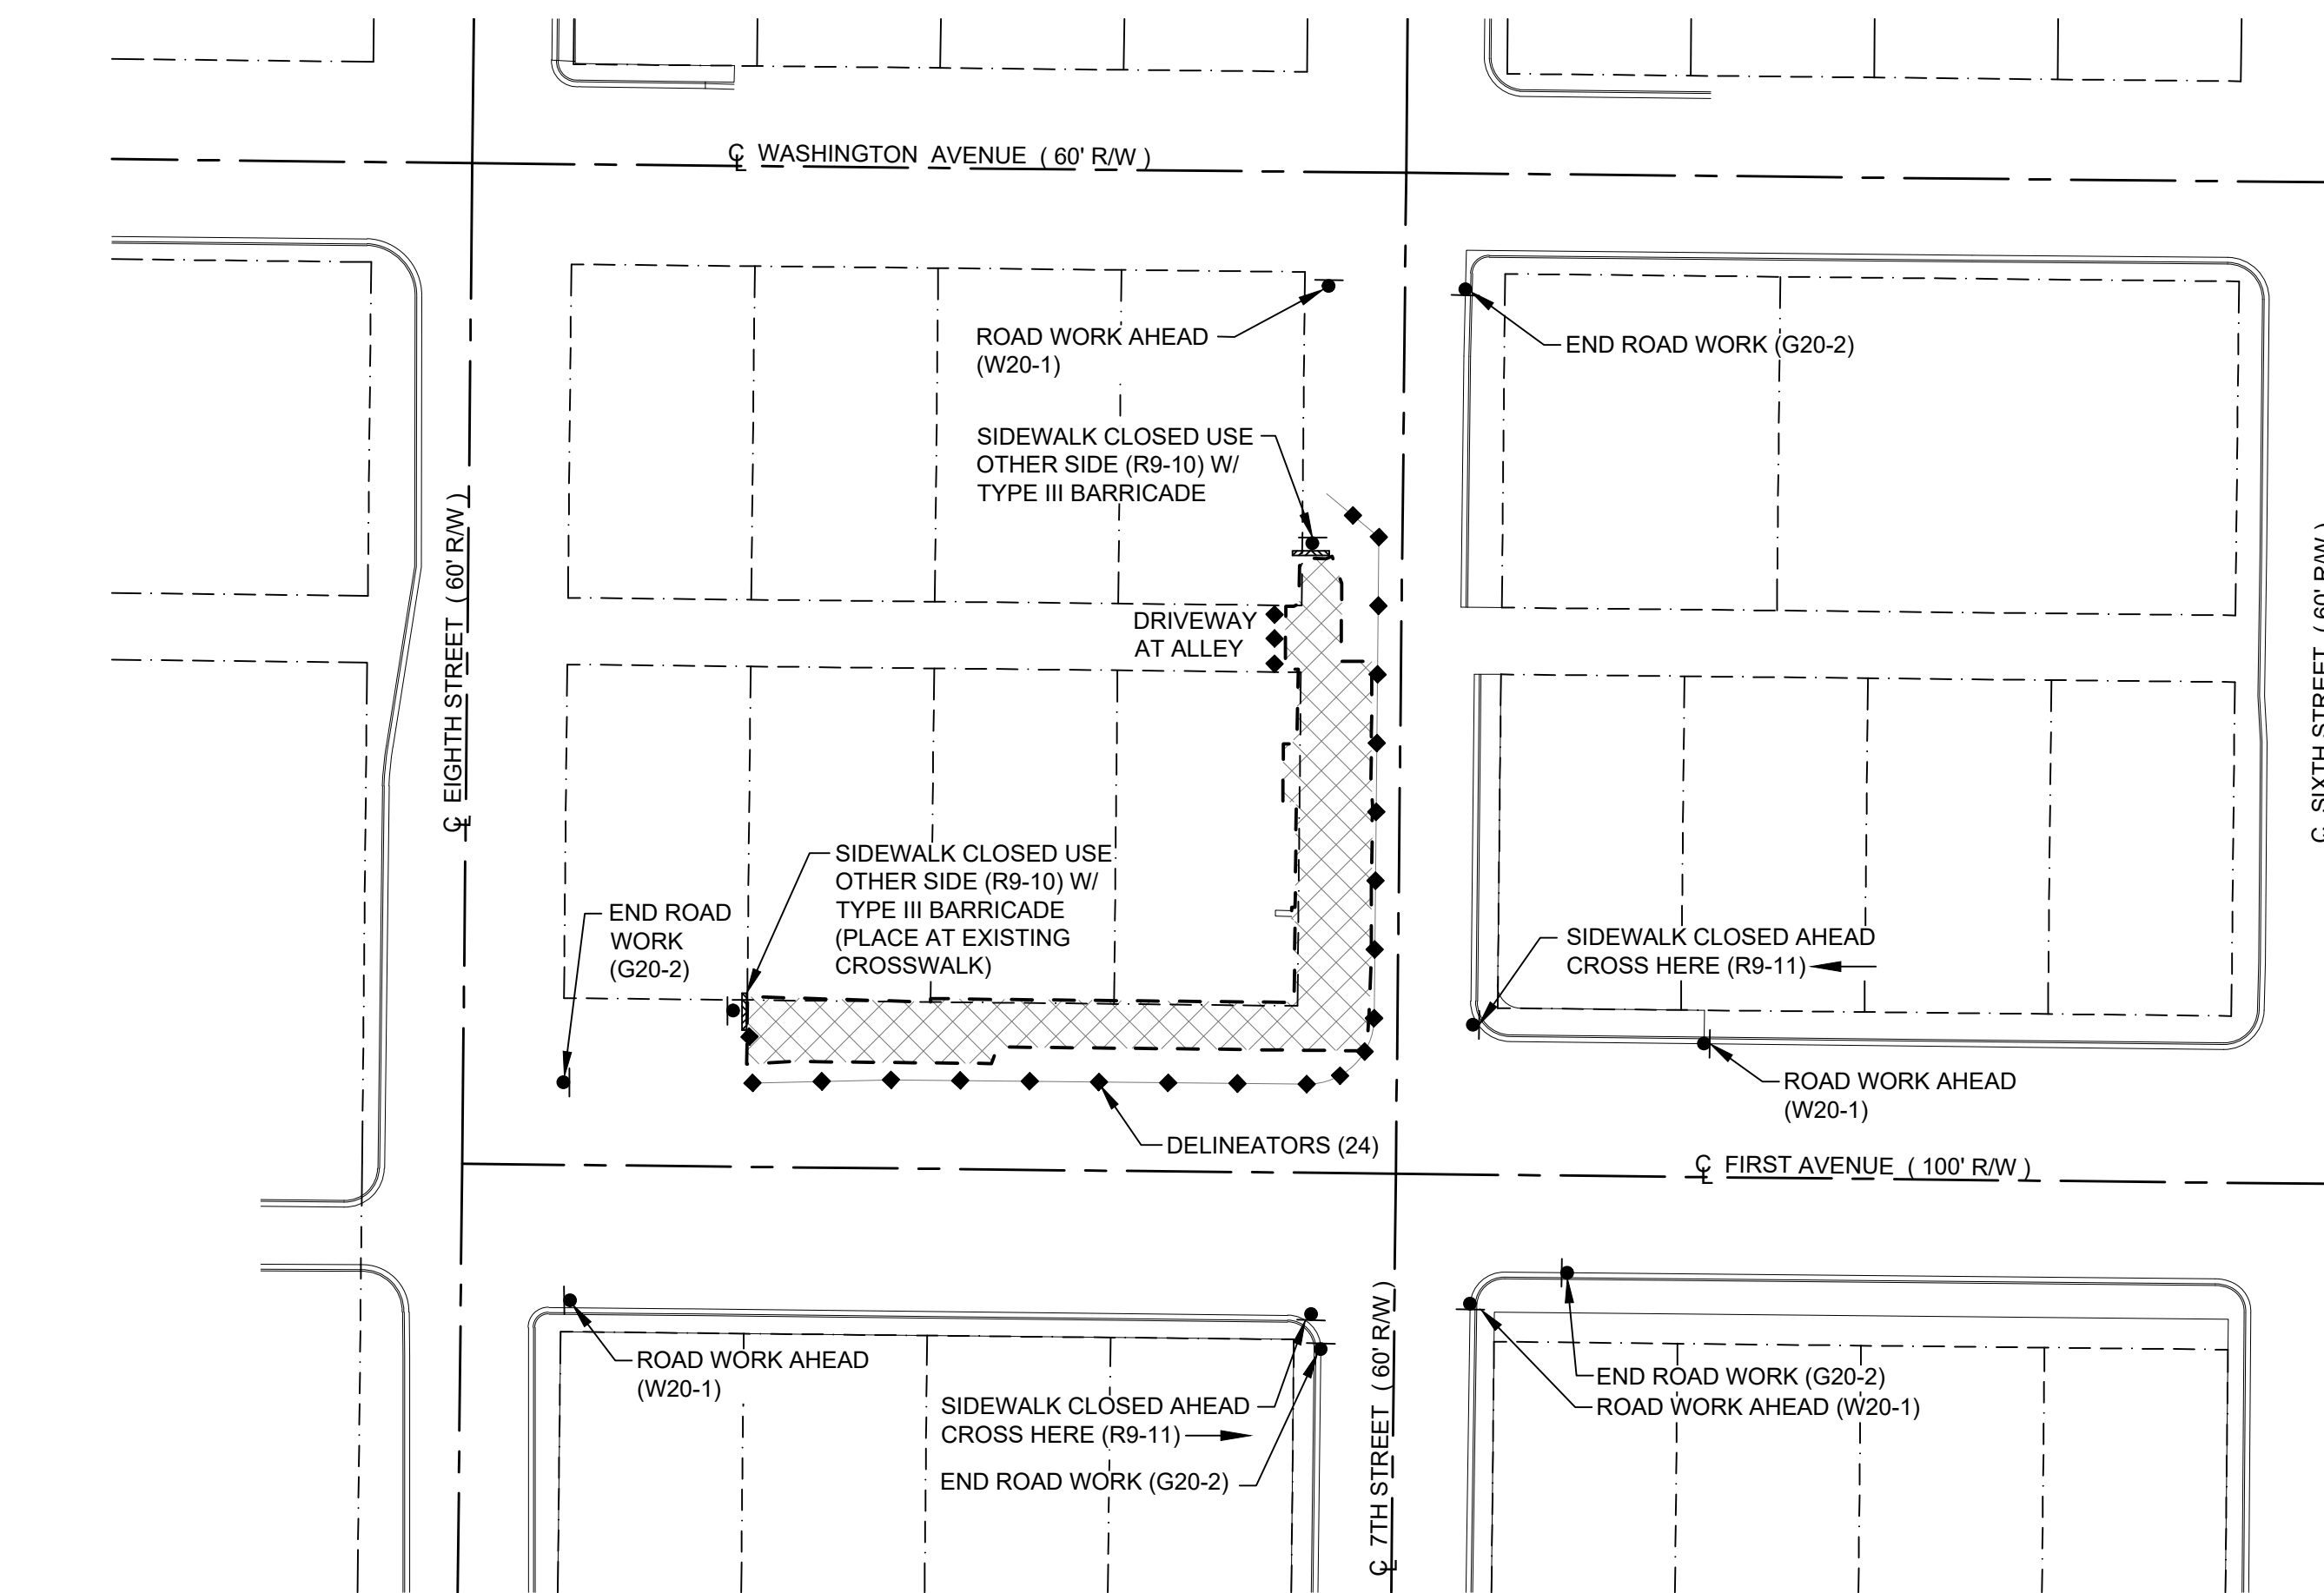 ℄ WASHINGTON AVENUE ( 60' R/W )
ROAD WORK AHEAD
(W20-1)
END ROAD WORK (G20-2)
SIDEWALK CLOSED USE
OTHER SIDE (R9-10) W/
TYPE III BARRICADE
℄ EIGHTH STREET ( 60' R/W )
℄ SIXTH STREET ( 60' R/W )
DRIVEWAY
AT ALLEY
SIDEWALK CLOSED USE
OTHER SIDE (R9-10) W/
TYPE III BARRICADE
(PLACE AT EXISTING
CROSSWALK)
END ROAD
WORK
(G20-2)
SIDEWALK CLOSED AHEAD
CROSS HERE (R9-11)
ROAD WORK AHEAD
(W20-1)
DELINEATORS (24)
℄ FIRST AVENUE ( 100' R/W )
ROAD WORK AHEAD
(W20-1)
SIDEWALK CLOSED AHEAD
CROSS HERE (R9-11)
END ROAD WORK (G20-2)
℄ 7TH STREET ( 60' R/W )
END ROAD WORK (G20-2)
ROAD WORK AHEAD (W20-1)